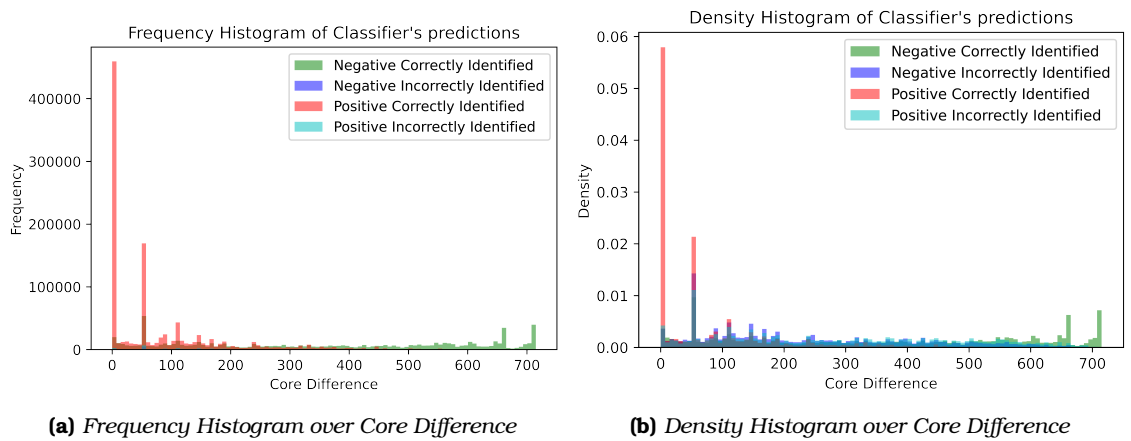 Frequency Histogram of Classifier's predictions
Frequency
400000
300000
200000
100000
0
Negative Correctly Identified
Negative Incorrectly Identified
Positive Correctly Identified
Positive Incorrectly Identified
0 100 200 300 400 500 600 700
Core Difference
(a) Frequency Histogram over Core Difference
Density Histogram of Classifier's predictions
Density
0.06
0.05
0.04
0.03
0.02
0.01
0.00
Negative Correctly Identified
Negative Incorrectly Identified
Positive Correctly Identified
Positive Incorrectly Identified
0 100 200 300 400 500 600 700
Core Difference
(b) Density Histogram over Core Difference